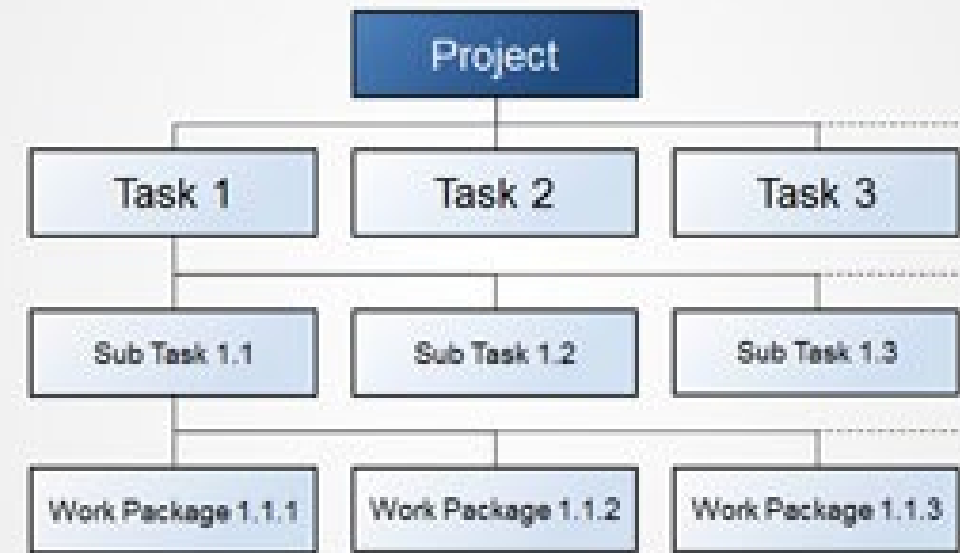 Project
Task 1
Task 2
Task 3
Sub Task 1.1
Sub Task 1.2
Sub Task 1.3
Work Package 1.1.1
Work Package 1.1.2
Work Package 1.1.3